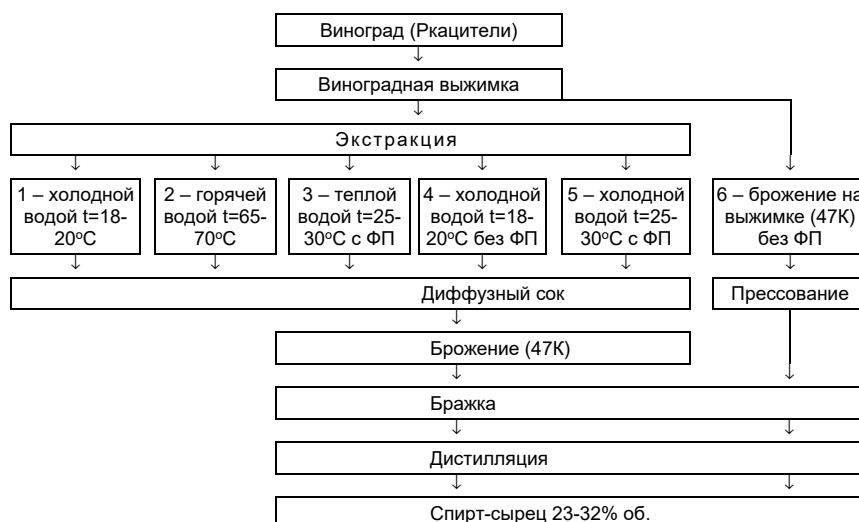 Виноград (Ркацители)
Виноградная выжимка
Экстракция
1 – холодной
водой t=18-
20°C
2 – горячей
водой t=65-
70°C
3 – теплой
водой t=25-
30°C с ФП
4 – холодной
водой t=18-
20°C без ФП
5 – холодной
водой t=25-
30°C с ФП
6 – брожение на
выжимке (47К)
без ФП
Диффузный сок
Прессование
Брожение (47К)
Бражка
Дистилляция
Спирт-сырец 23-32% об.